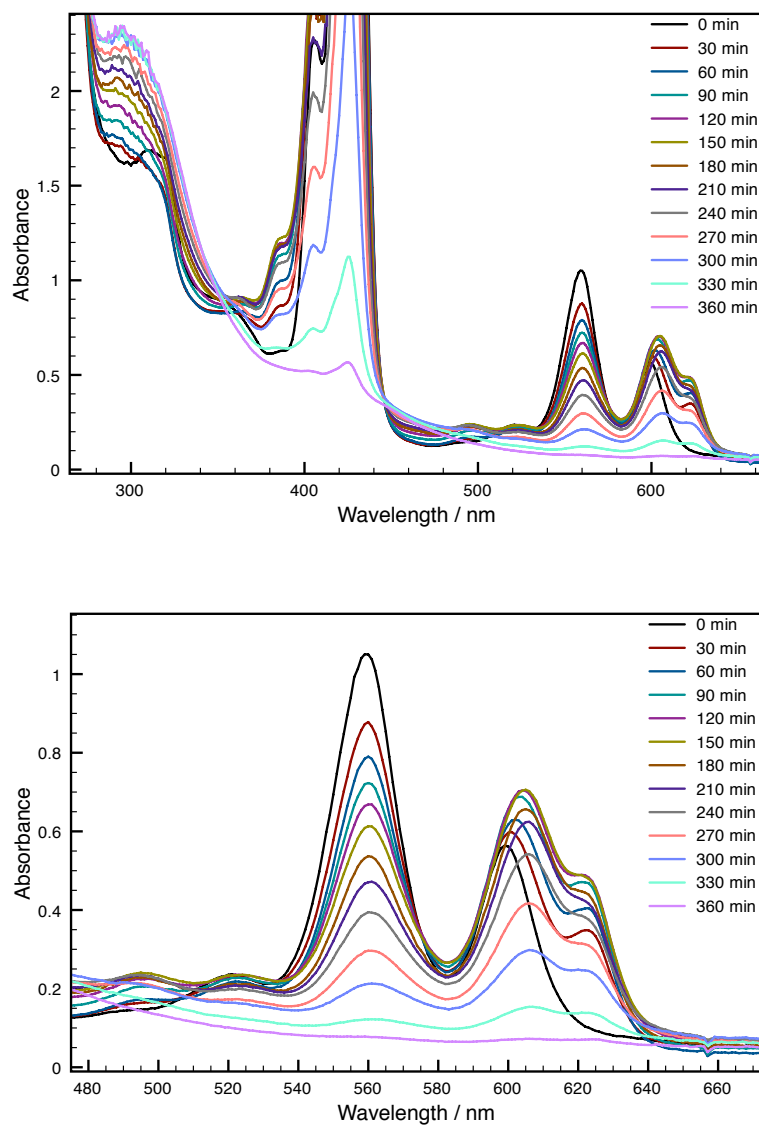 2
1.5
1
0.5
0
Absorbance
300
400
500
600
Wavelength / nm
0 min
30 min
60 min
90 min
120 min
150 min
180 min
210 min
240 min
270 min
300 min
330 min
360 min
1
0.8
0.6
0.4
0.2
0
Absorbance
480
500
520
540
560
580
600
620
640
660
Wavelength / nm
0 min
30 min
60 min
90 min
120 min
150 min
180 min
210 min
240 min
270 min
300 min
330 min
360 min